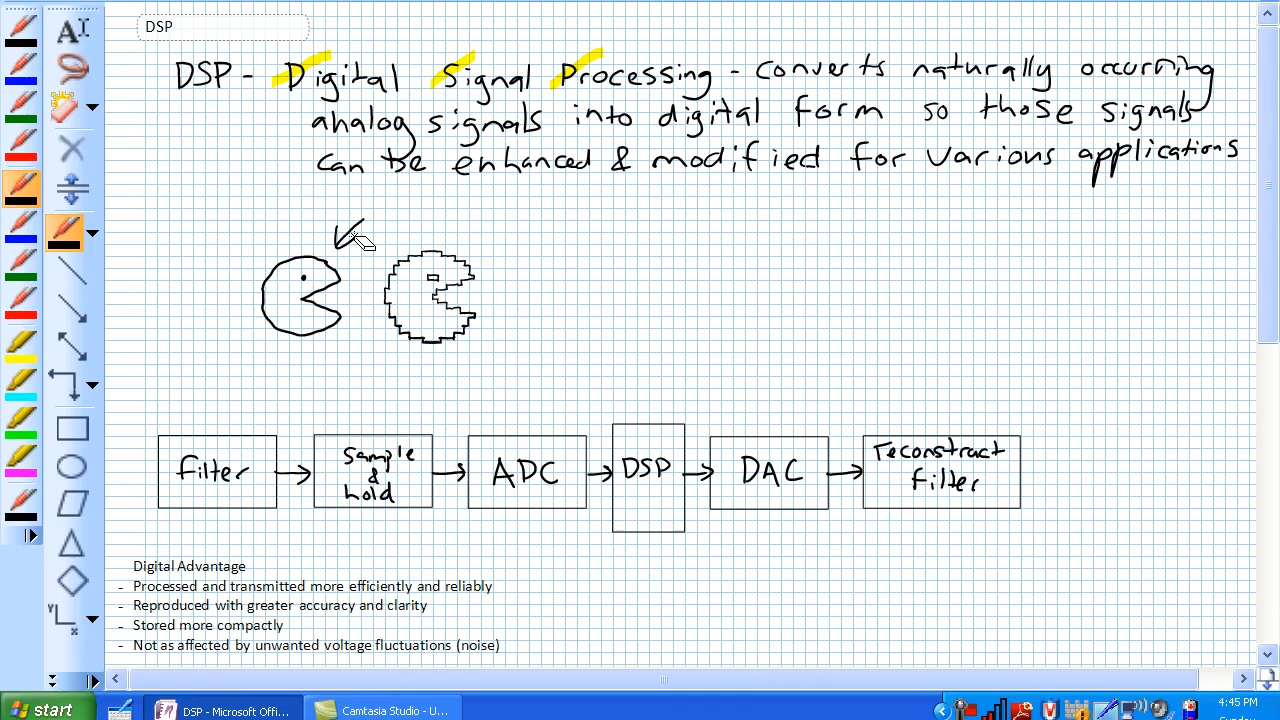 DSP
DSP - Digital Signal Processing - converts naturally occurring
analog signals into digital form so those signals
can be enhanced & modified for various applications
filter
Sample
&
hold
ADC
DSP
DAC
reconstruct
filter
Digital Advantage
- Processed and transmitted more efficiently and reliably
- Reproduced with greater accuracy and clarity
- Stored more compactly
- Not as affected by unwanted voltage fluctuations (noise)
start
DSP - Microsoft Offi...
Camtasia Studio - U...
4:45 PM
Sunday